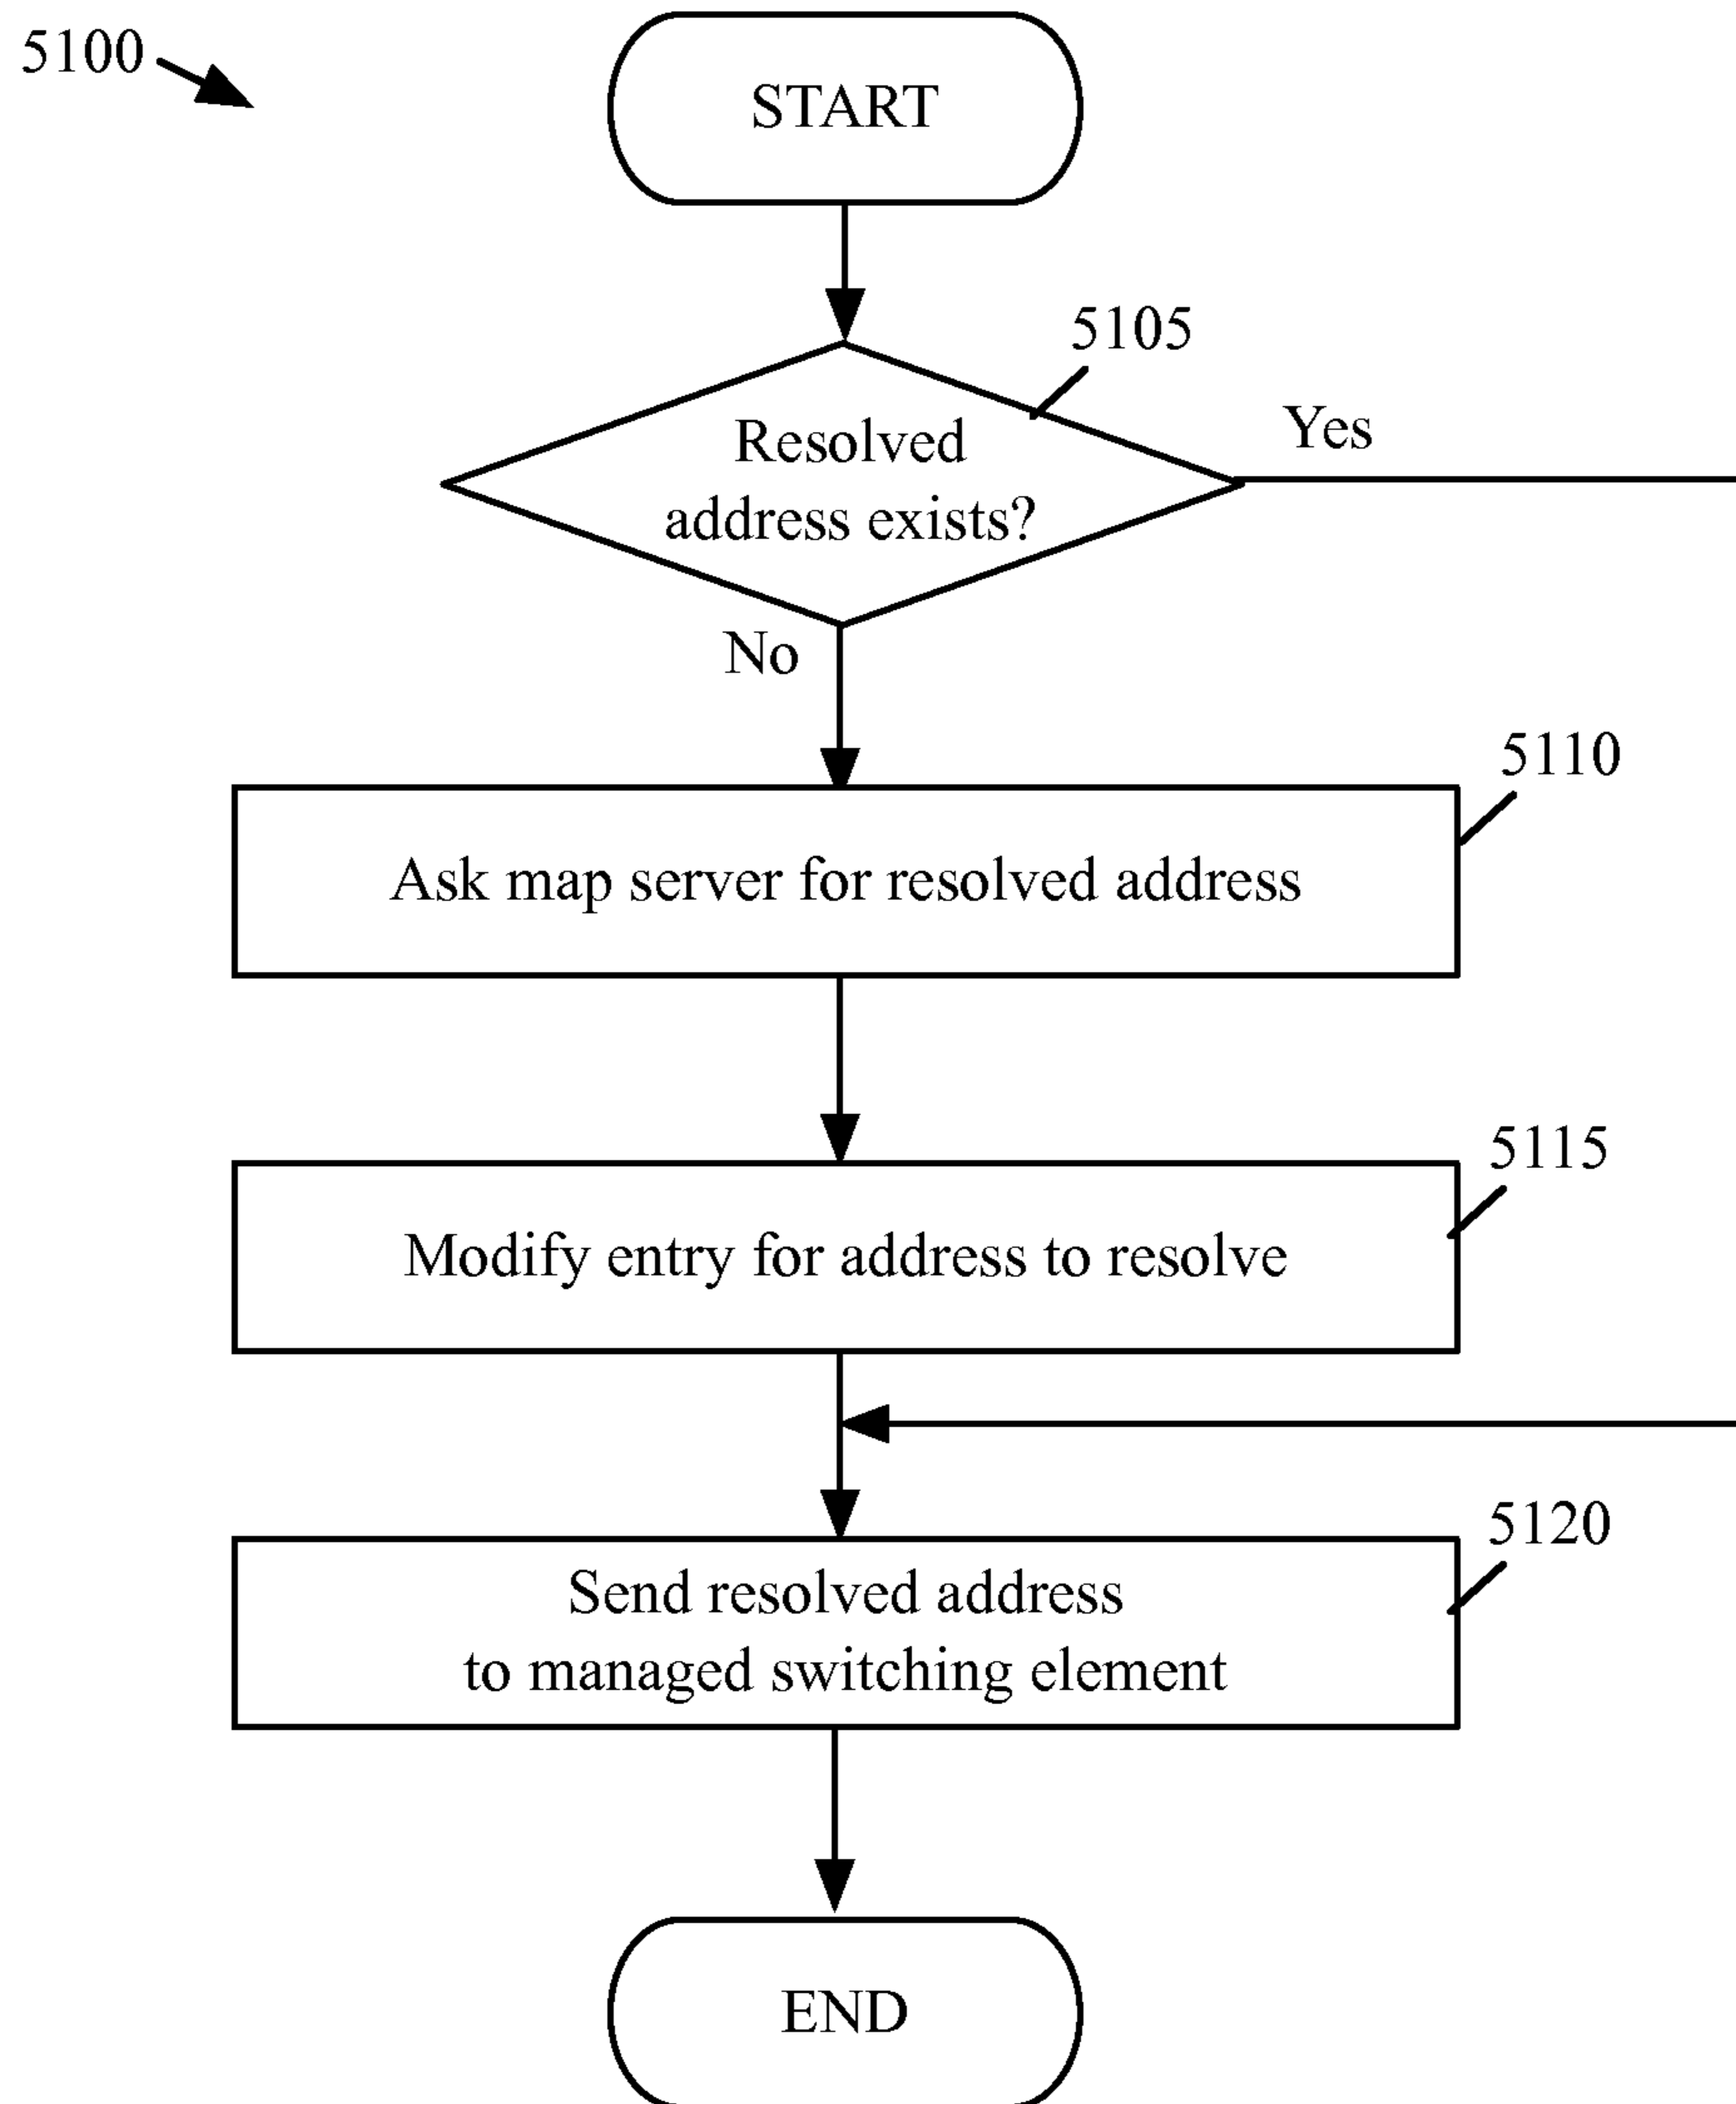 5100
START
5105
Resolved
address exists?
Yes
No
5110
Ask map server for resolved address
5115
Modify entry for address to resolve
5120
Send resolved address
to managed switching element
END